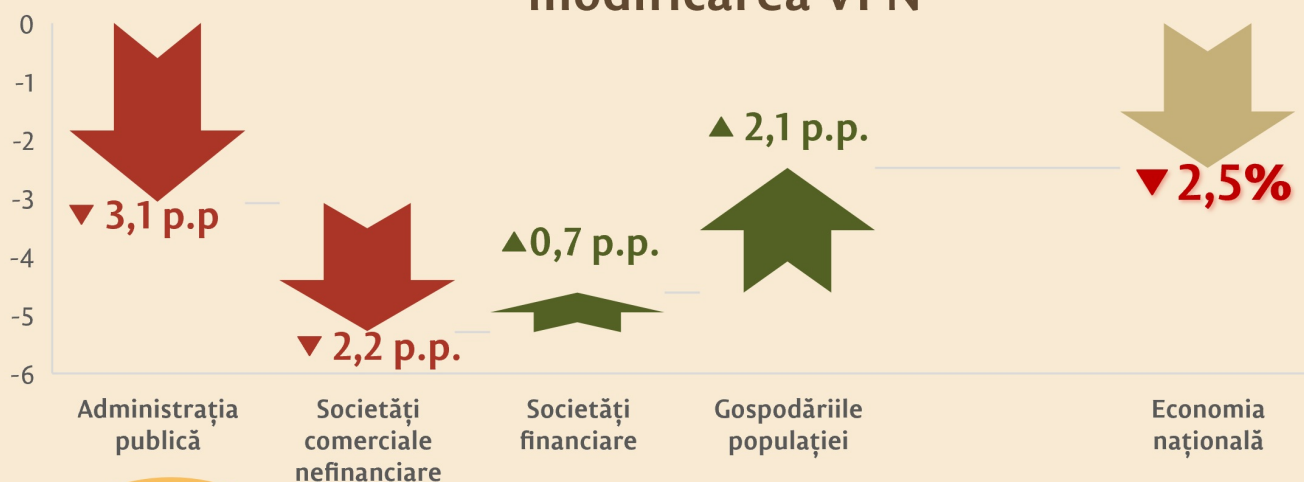 modificarea VFN
0
-1
-2
-3
-4
-5
-6
▼ 3,1 p.p
▼ 2,2 p.p.
▲0,7 p.p.
▲ 2,1 p.p.
▼ 2,5%
Administrația
publică
Societăți
comerciale
nefinanciare
Societăți
financiare
Gospodăriile
populației
Economia
națională